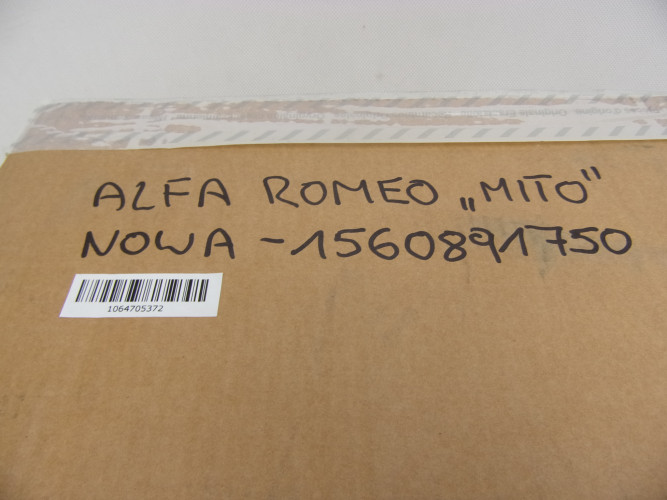 ALFA ROMEO „MITO"
NOWA - 1560891750
1064705372